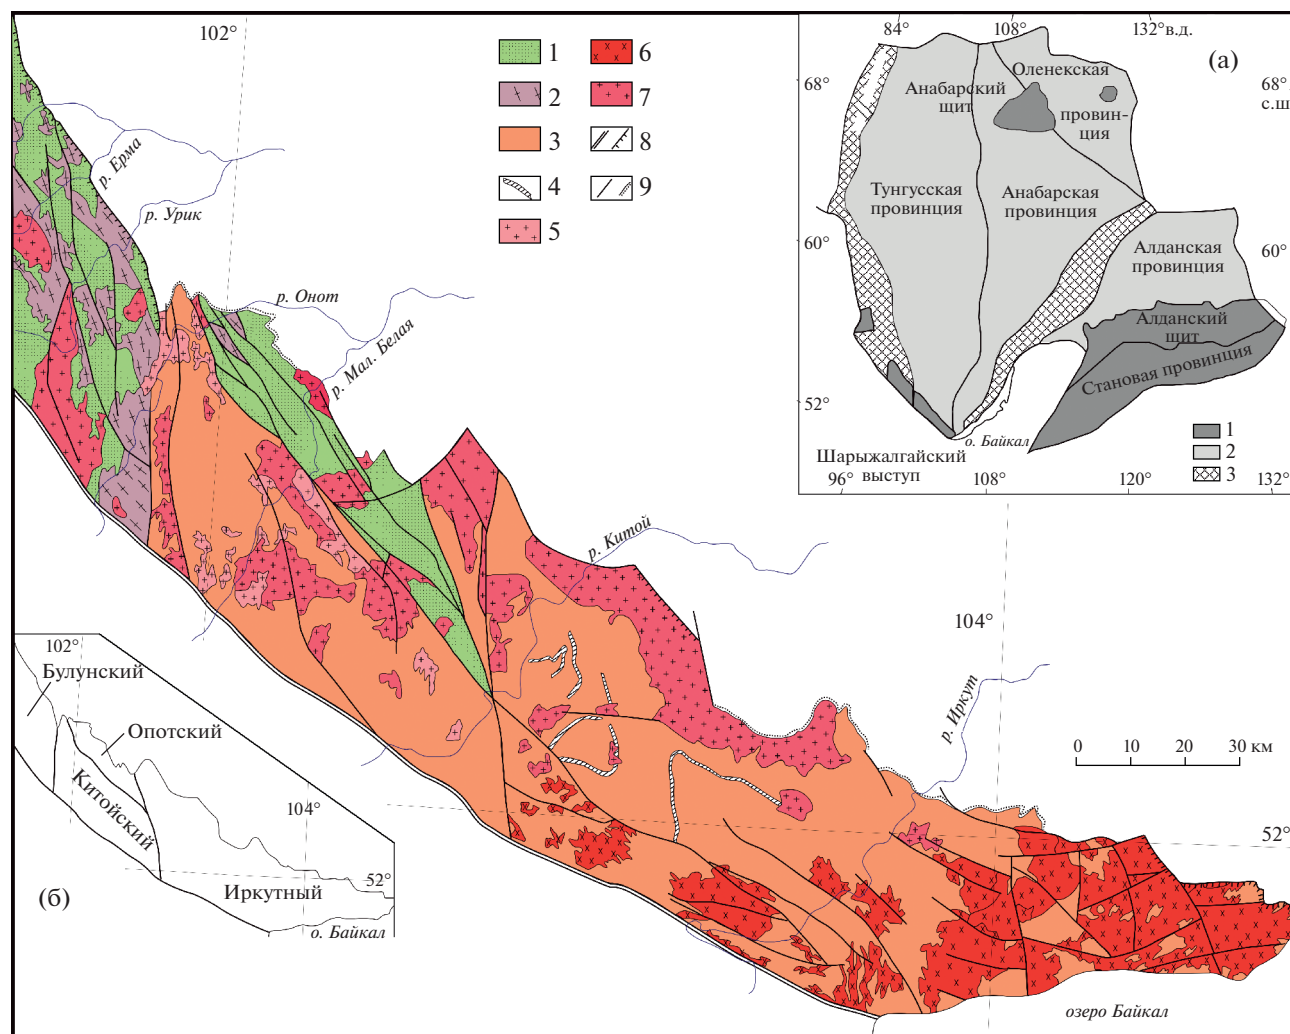 102°
1
2
3
4
5
6
7
8
9
р. Ерма
р. Урик
р. Онот
р. Мал. Белая
р. Китой
104°
р. Иркут
0 10 20 30 км
52°
озеро Байкал
(а)
84°
108°
132°в.д.
68°
68°
с.ш
60°
60°
52°
96°
108°
120°
132°
Оленекская
провин-
ция
Анабарский
щит
Тунгусская
провинция
Анабарская
провинция
Алданская
провинция
Алданский
щит
Становая провинция
о. Байкал
Шарыжалгайский
выступ
1
2
3
(б)
102°
Булунский
Опотский
Китойский
104°
52°
Иркутный
о. Байкал